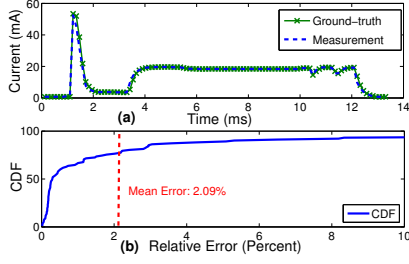 60
40
20
0
Current (mA)
Ground-truth
Measurement
0 2 4 6 8 10 12 14
(a) Time (ms)
100
50
0
CDF
Mean Error: 2.09%
CDF
0 2 4 6 8 10
(b) Relative Error (Percent)